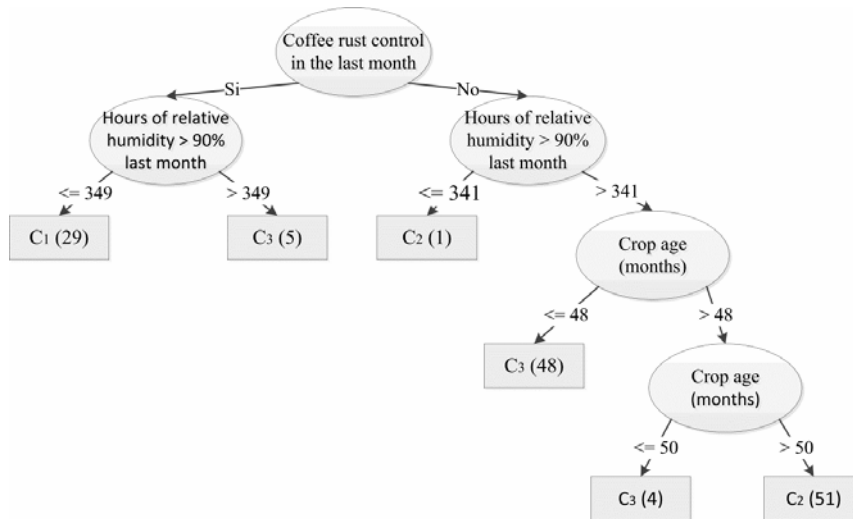 Coffee rust control
in the last month
Si
No
Hours of relative
humidity > 90%
last month
Hours of relative
humidity > 90%
last month
<= 349
> 349
<= 341
> 341
C1 (29)
C3 (5)
C2 (1)
Crop age
(months)
<= 48
> 48
C3 (48)
Crop age
(months)
<= 50
> 50
C3 (4)
C2 (51)